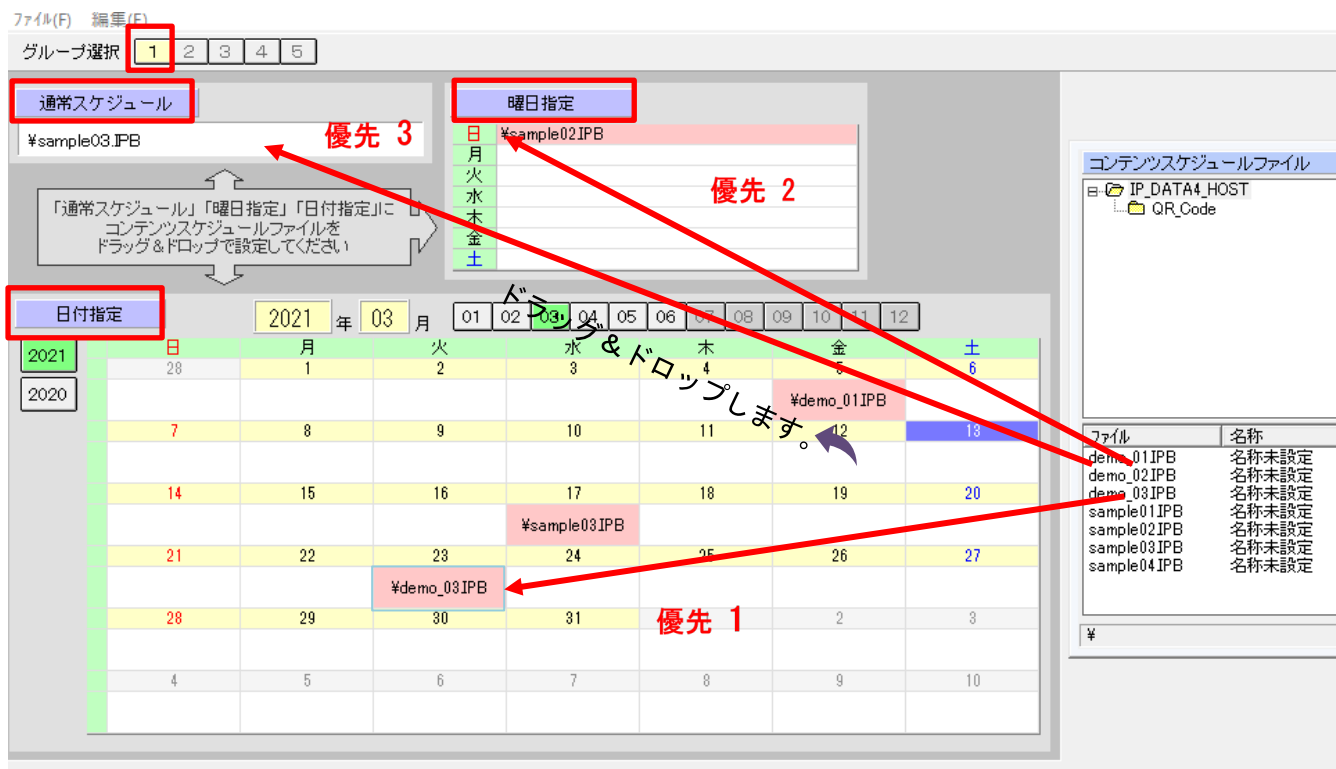 ファイル(F) 編集(E)
グループ選択 1 2 3 4 5
通常スケジュール
¥sample03.IPB
優先 3
曜日指定
日 ¥sample02.IPB
月
火
水
木
金
土
優先 2
「通常スケジュール」「曜日指定」「日付指定」に
コンテンツスケジュールファイルを
ドラッグ&ドロップで設定してください
コンテンツスケジュールファイル
IP_DATA4_HOST
QR_Code
日付指定
2021 年 03 月 01 02 03 04 05 06 07 08 09 10 11 12
ドラッグ&ドロップします。
2021
2020
日 月 火 水 木 金 土
28 1 2 3 4 5 6
¥demo_01.IPB
7 8 9 10 11 12 13
14 15 16 17 18 19 20
¥sample03.IPB
21 22 23 24 25 26 27
¥demo_03.IPB
28 29 30 31 2 3
優先 1
4 5 6 7 8 9 10
ファイル 名称
demo_01.IPB 名称未設定
demo_02.IPB 名称未設定
demo_03.IPB 名称未設定
sample01.IPB 名称未設定
sample02.IPB 名称未設定
sample03.IPB 名称未設定
sample04.IPB 名称未設定
¥